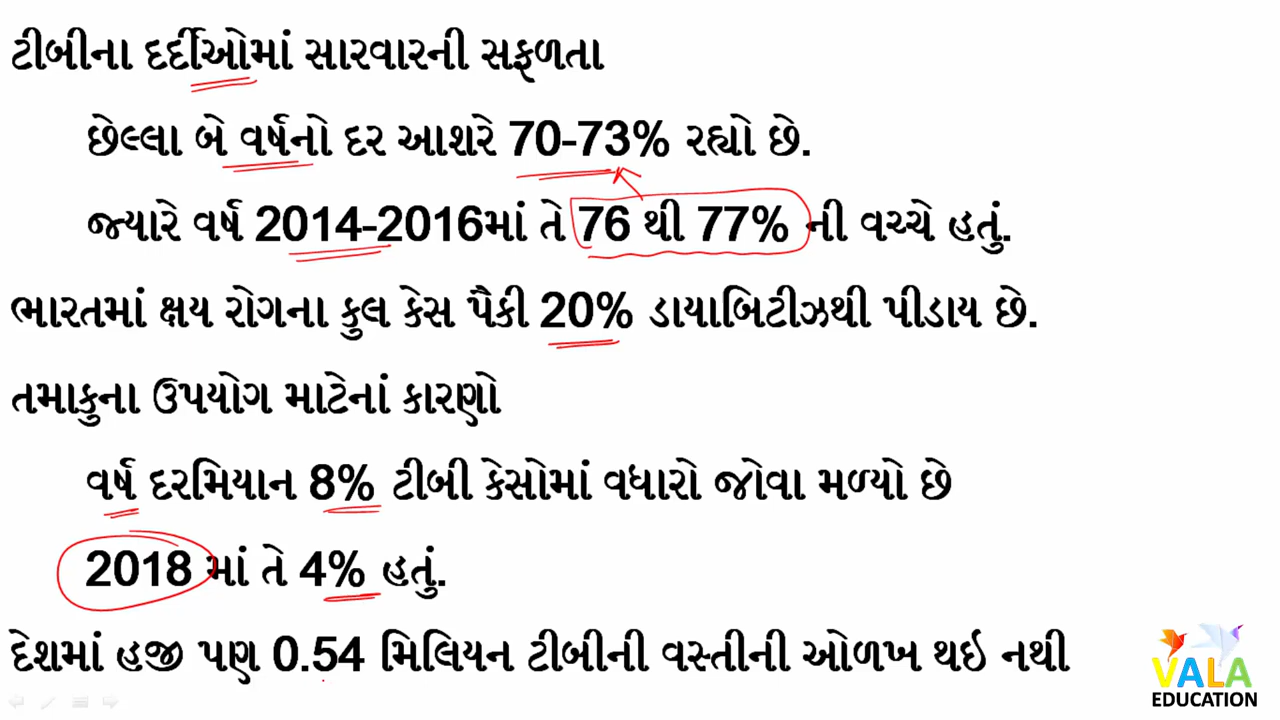 ટીબીના દર્દીઓમાં સારવારની સફળતા
છેલ્લા બે વર્ષનો દર આશરે 70-73% રહ્યો છે.
જ્યારે વર્ષ 2014-2016માં તે 76 થી 77% ની વચ્ચે હતું.
ભારતમાં ક્ષય રોગના કુલ કેસ પૈકી 20% ડાયાબિટીઝથી પીડાય છે.
તમાકુના ઉપયોગ માટેનાં કારણો
વર્ષ દરમિયાન 8% ટીબી કેસોમાં વધારો જોવા મળ્યો છે
2018 માં તે 4% હતું.
દેશમાં હજી પણ 0.54 મિલિયન ટીબીની વસ્તીની ઓળખ થઇ નથી
VALA
EDUCATION